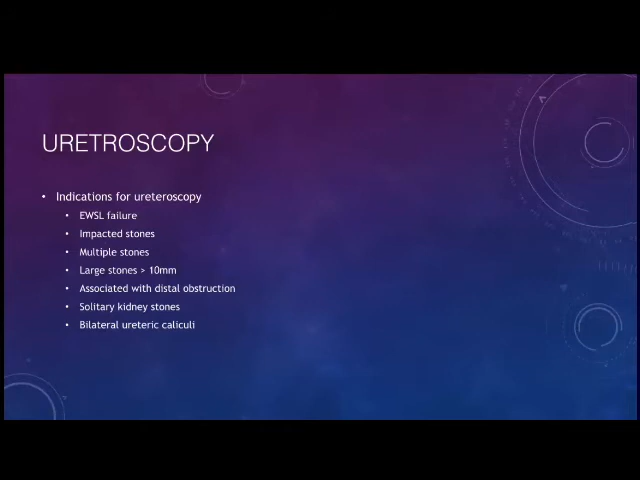 URETROSCOPY
• Indications for ureteroscopy
• EWSL failure
• Impacted stones
• Multiple stones
• Large stones > 10mm
• Associated with distal obstruction
• Solitary kidney stones
• Bilateral ureteric caliculi